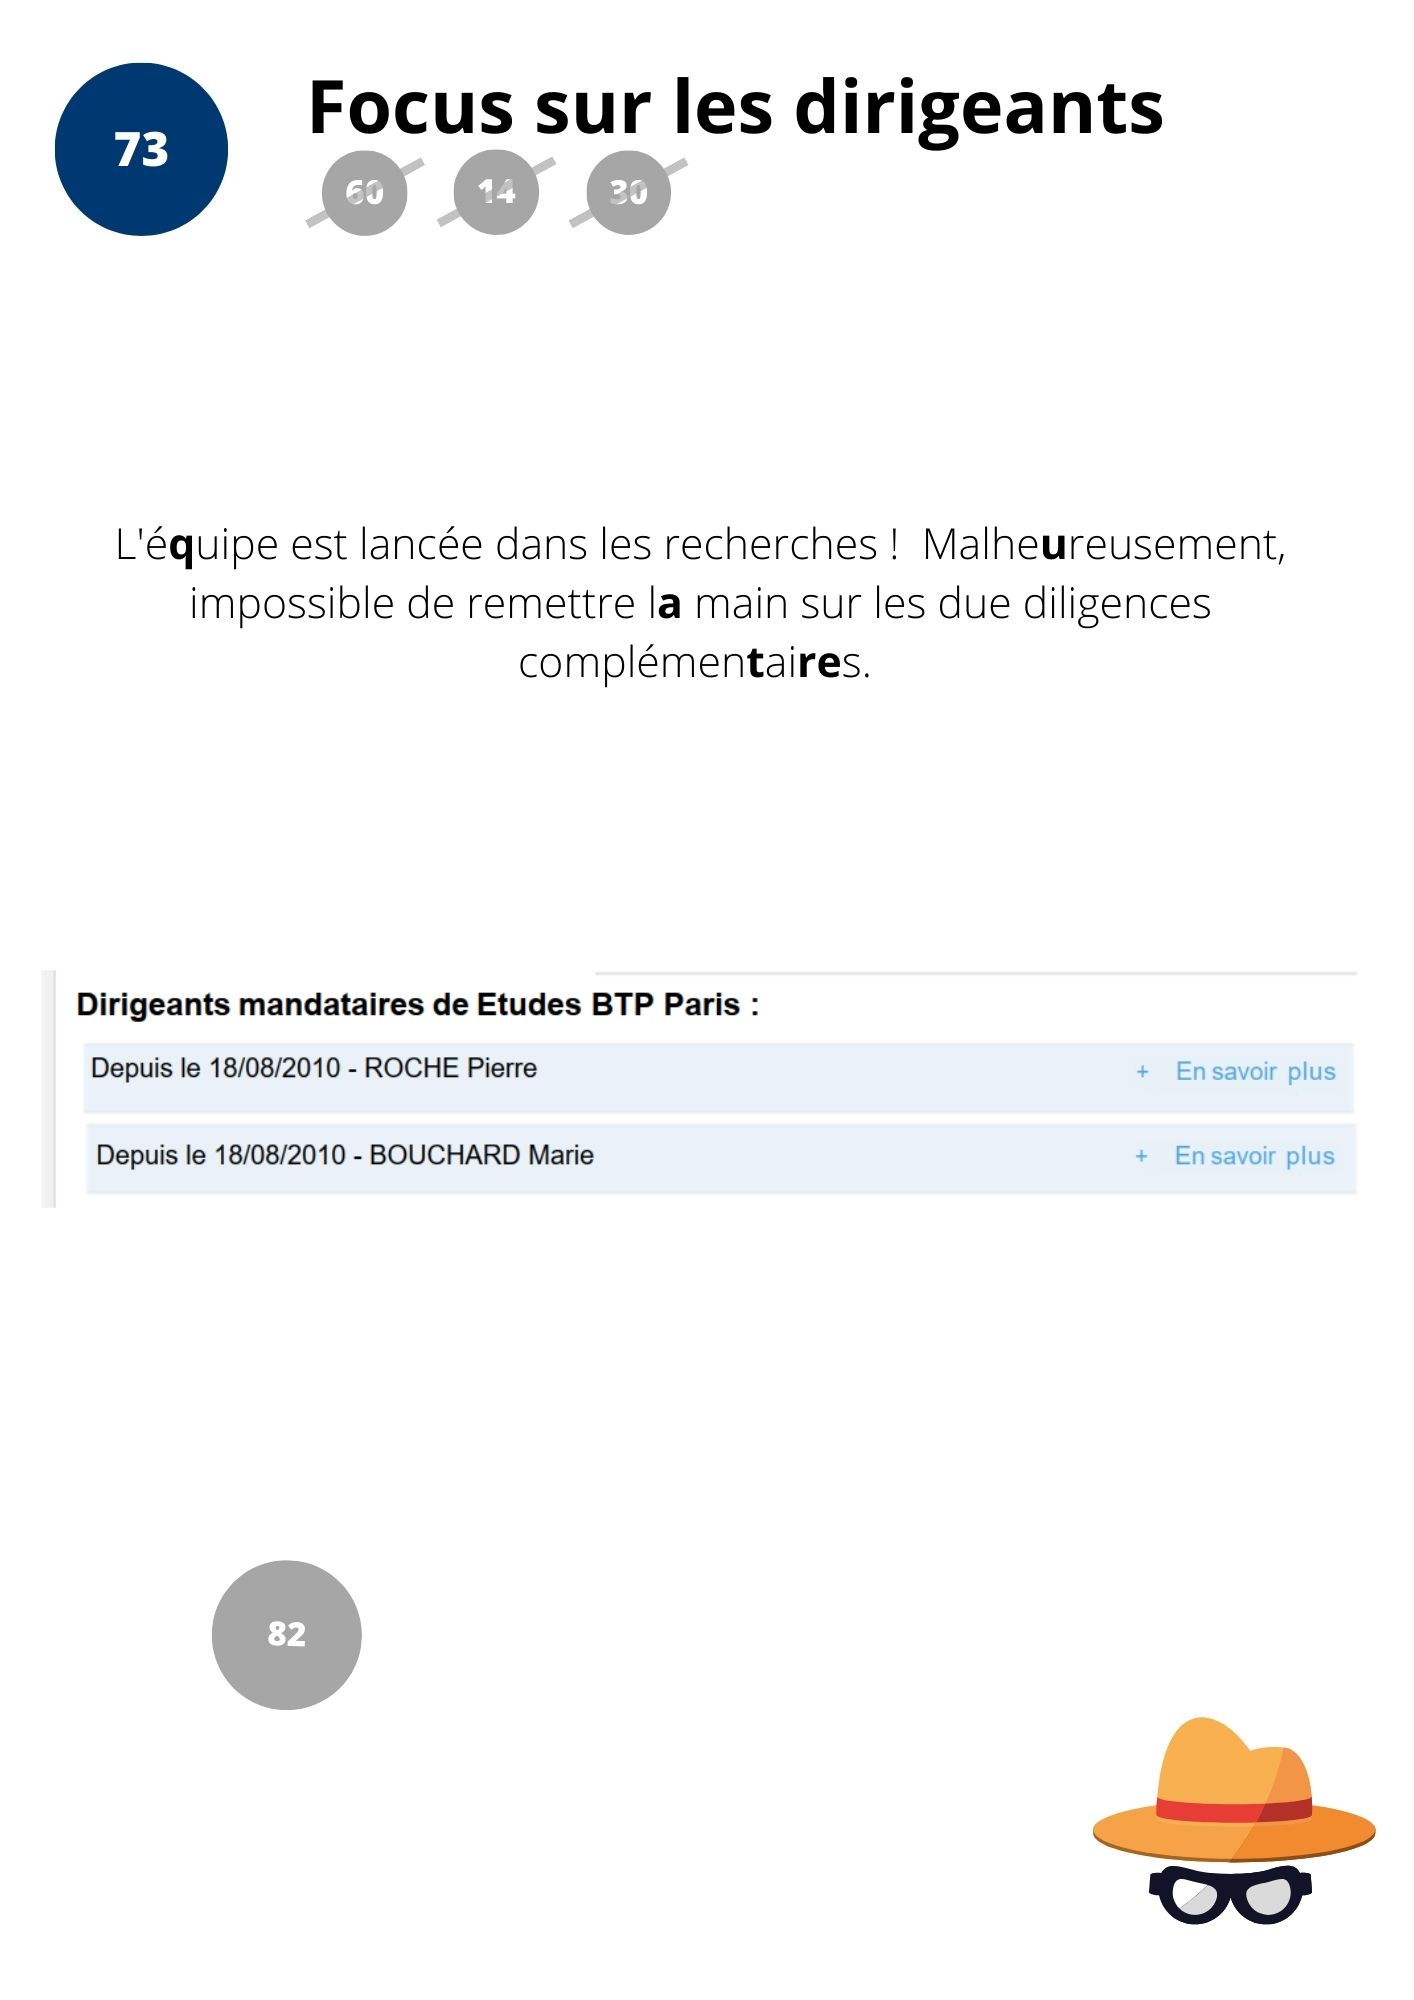 73
Focus sur les dirigeants
60 14 30
L'équipe est lancée dans les recherches !  Malheureusement,
impossible de remettre la main sur les due diligences
complémentaires.
Dirigeants mandataires de Etudes BTP Paris :
Depuis le 18/08/2010 - ROCHE Pierre + En savoir plus
Depuis le 18/08/2010 - BOUCHARD Marie + En savoir plus
82